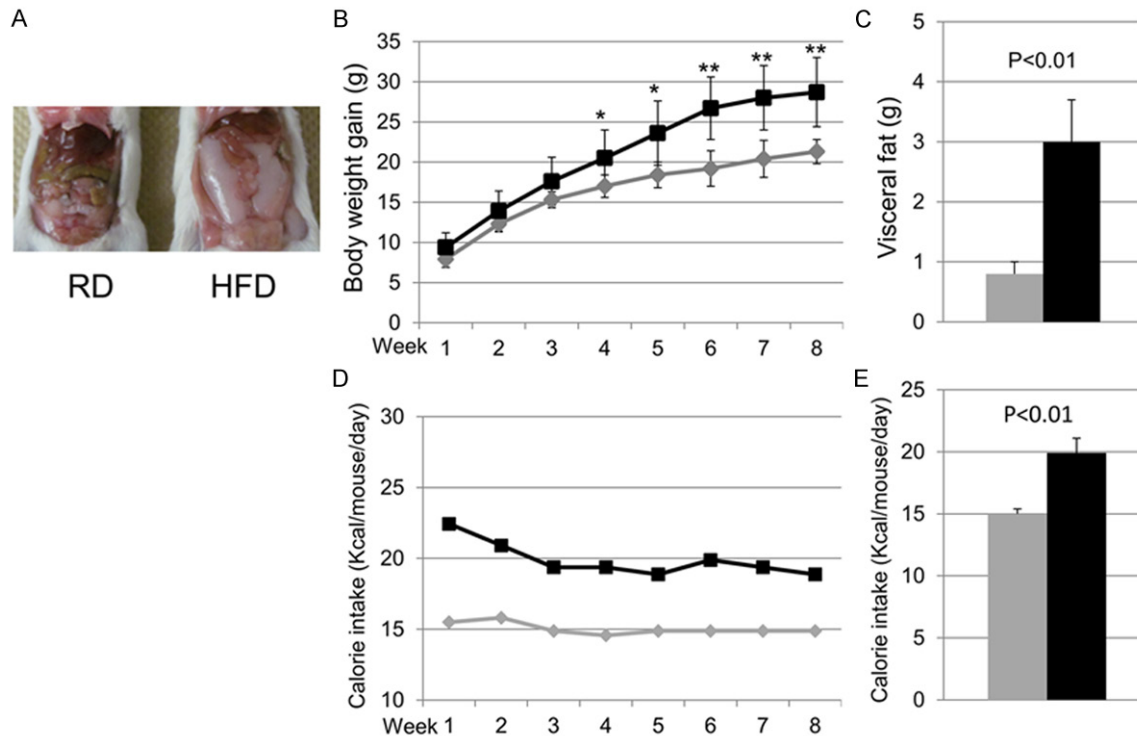 A
RD HFD
B
Body weight gain (g)
35
30
25
20
15
10
5
0
* * ** ** **
Week 1 2 3 4 5 6 7 8
C
Visceral fat (g)
5
4
3
2
1
0
P<0.01
D
Calorie intake (Kcal/mouse/day)
30
25
20
15
10
Week 1 2 3 4 5 6 7 8
E
Calorie intake (Kcal/mouse/day)
25
20
15
10
5
0
P<0.01